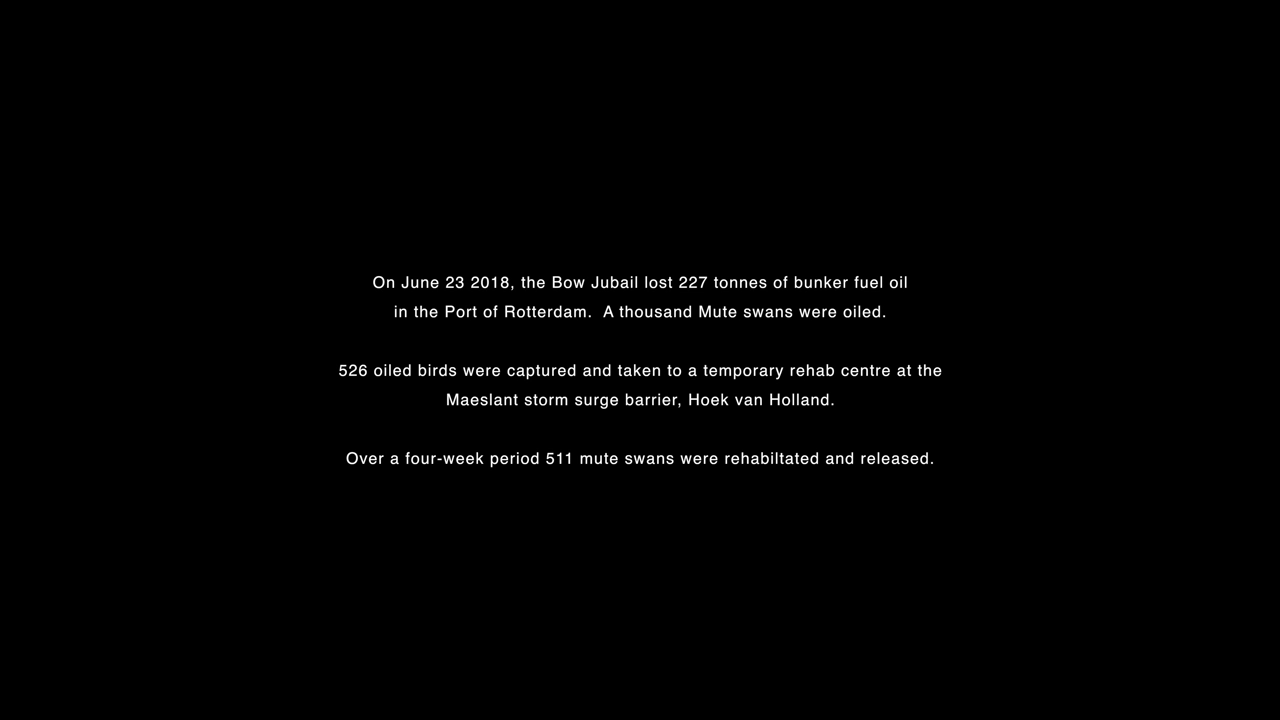 On June 23 2018, the Bow Jubail lost 227 tonnes of bunker fuel oil
in the Port of Rotterdam.  A thousand Mute swans were oiled.
526 oiled birds were captured and taken to a temporary rehab centre at the
Maeslant storm surge barrier, Hoek van Holland.
Over a four-week period 511 mute swans were rehabiltated and released.